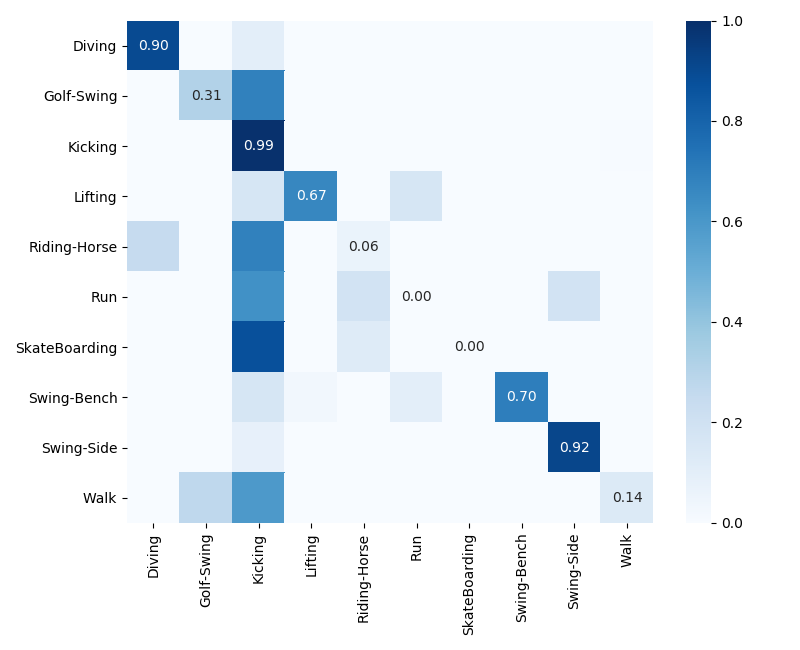 Diving 0.90
Golf-Swing 0.31
Kicking 0.99
Lifting 0.67
Riding-Horse 0.06
Run 0.00
SkateBoarding 0.00
Swing-Bench 0.70
Swing-Side 0.92
Walk 0.14
Diving Golf-Swing Kicking Lifting Riding-Horse Run SkateBoarding Swing-Bench Swing-Side Walk
1.0
0.8
0.6
0.4
0.2
0.0